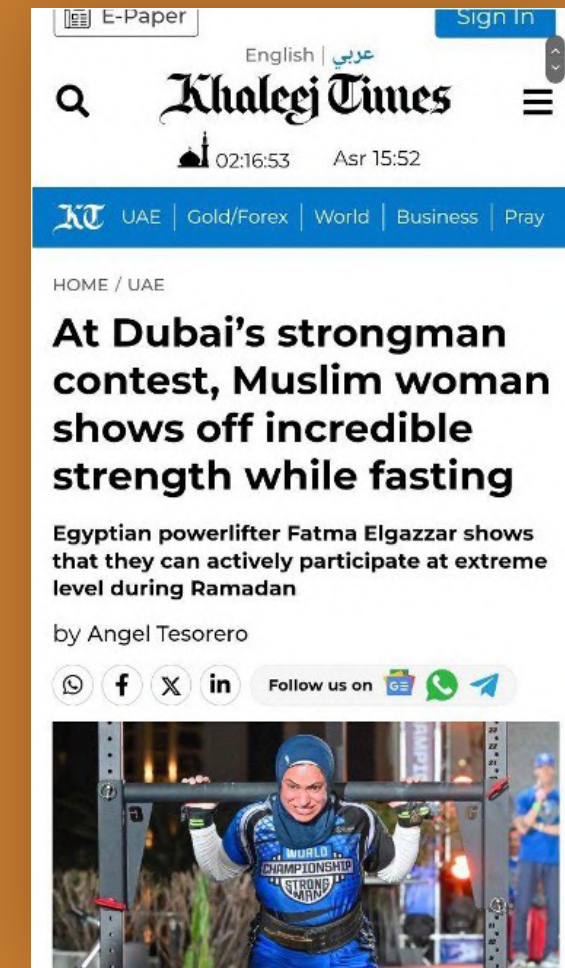 E-Paper
Sign In
English | عربي
Khaleej Times
02:16:53 Asr 15:52
KT UAE | Gold/Forex | World | Business | Pray
HOME / UAE
At Dubai’s strongman
contest, Muslim woman
shows off incredible
strength while fasting
Egyptian powerlifter Fatma Elgazzar shows
that they can actively participate at extreme
level during Ramadan
by Angel Tesorero
f X in Follow us on GE
WORLD
CHAMPIONSHIP
STRONG
MAN